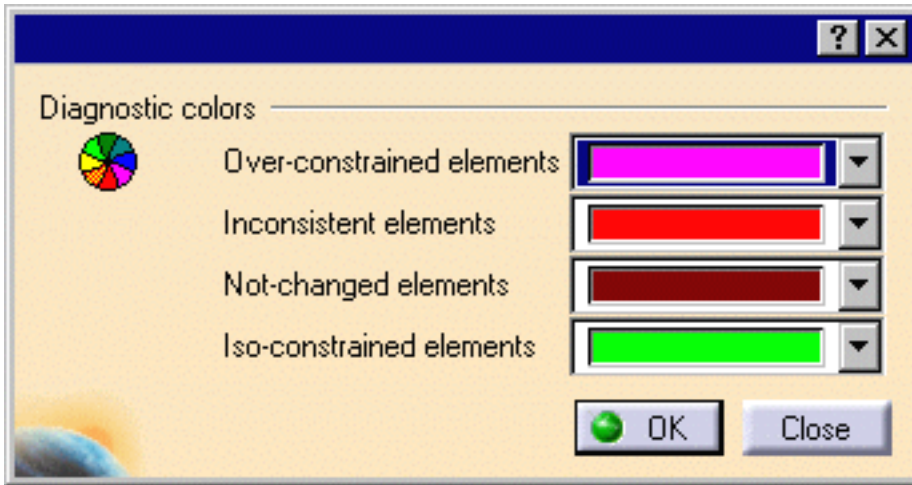 ?
Diagnostic colors
Over-constrained elements
Inconsistent elements
Not-changed elements
Iso-constrained elements
OK Close